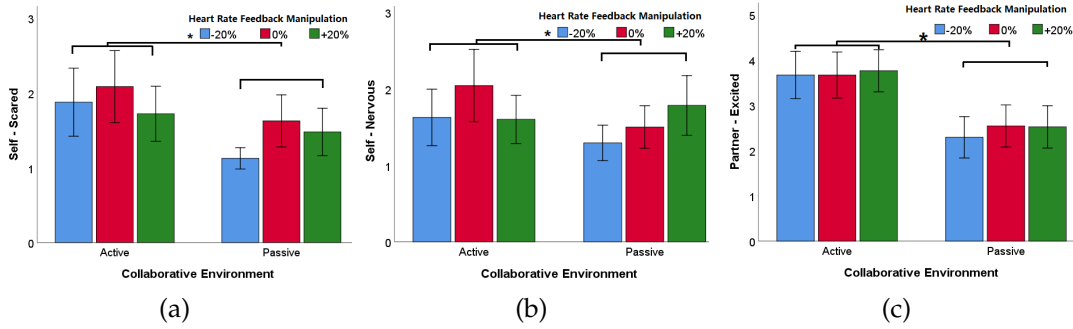 Heart Rate Feedback Manipulation
-20% 0% +20%
*
3
2
1
0
Self - Scared
Active Passive
Collaborative Environment
(a)
Heart Rate Feedback Manipulation
-20% 0% +20%
*
3
2
1
0
Self - Nervous
Active Passive
Collaborative Environment
(b)
Heart Rate Feedback Manipulation
-20% 0% +20%
*
5
4
3
2
1
0
Partner - Excited
Active Passive
Collaborative Environment
(c)